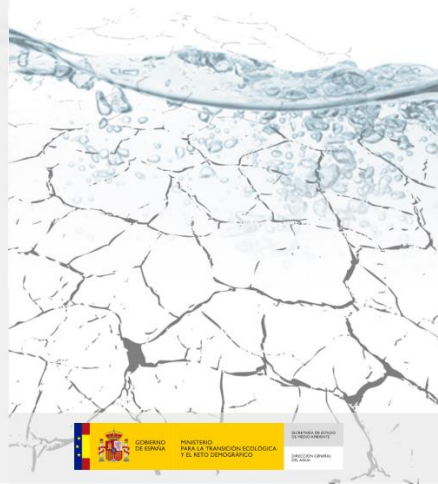 GOBIERNO
DE ESPAÑA
MINISTERIO
PARA LA TRANSICIÓN ECOLÓGICA
Y EL RETO DEMOGRÁFICO
SECRETARÍA DE ESTADO
DE MEDIO AMBIENTE
DIRECCIÓN GENERAL
DEL AGUA